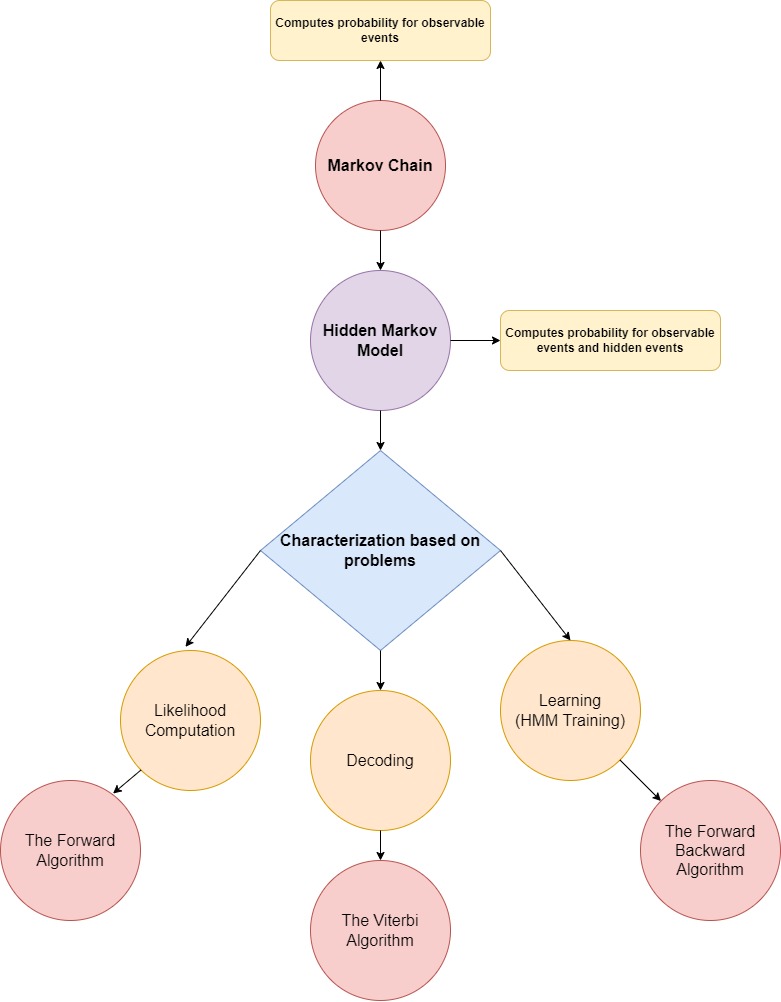 Computes probability for observable
events
Markov Chain
Hidden Markov
Model
Computes probability for observable
events and hidden events
Characterization based on
problems
Likelihood
Computation
Decoding
Learning
(HMM Training)
The Forward
Algorithm
The Viterbi
Algorithm
The Forward
Backward
Algorithm